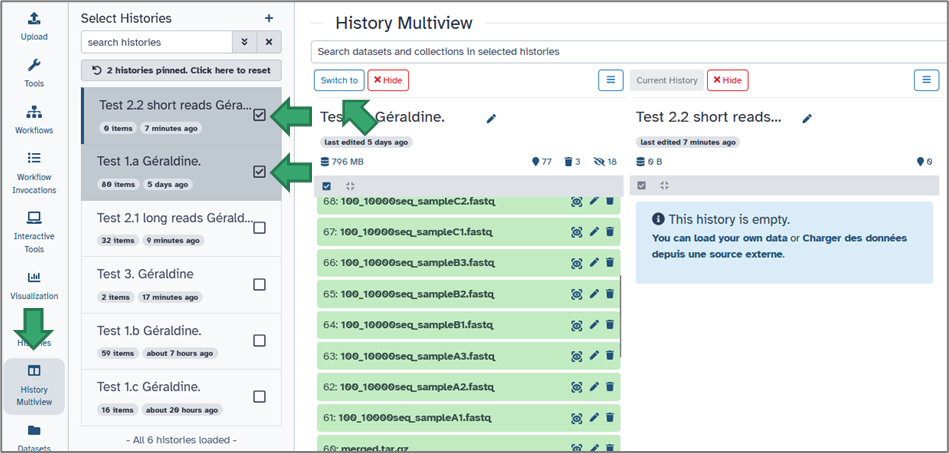 Upload
Tools
Workflows
Workflow
Invocations
Interactive
Tools
Visualization
History
Multiview
Datasets
Select Histories
search histories
2 histories pinned. Click here to reset
Test 2.2 short reads Géra...
0 items 7 minutes ago
Test 1.a Géraldine.
80 items 5 days ago
Test 2.1 long reads Gérald...
32 items 9 minutes ago
Test 3. Géraldine
2 items 17 minutes ago
Test 1.b Géraldine.
59 items about 7 hours ago
Test 1.c Géraldine.
16 items about 20 hours ago
- All 6 histories loaded -
History Multiview
Search datasets and collections in selected histories
Switch to Hide
Géraldine.
last edited 5 days ago
796 MB 77 3 18
68: 100_10000seq_sampleC2.fastq
67: 100_10000seq_sampleC1.fastq
66: 100_10000seq_sampleB3.fastq
65: 100_10000seq_sampleB2.fastq
64: 100_10000seq_sampleB1.fastq
63: 100_10000seq_sampleA3.fastq
62: 100_10000seq_sampleA2.fastq
61: 100_10000seq_sampleA1.fastq
60: merged.tar.gz
Current History Hide
Test 2.2 short reads...
last edited 7 minutes ago
0 B 0
This history is empty.
You can load your own data or Charger des données
depuis une source externe.